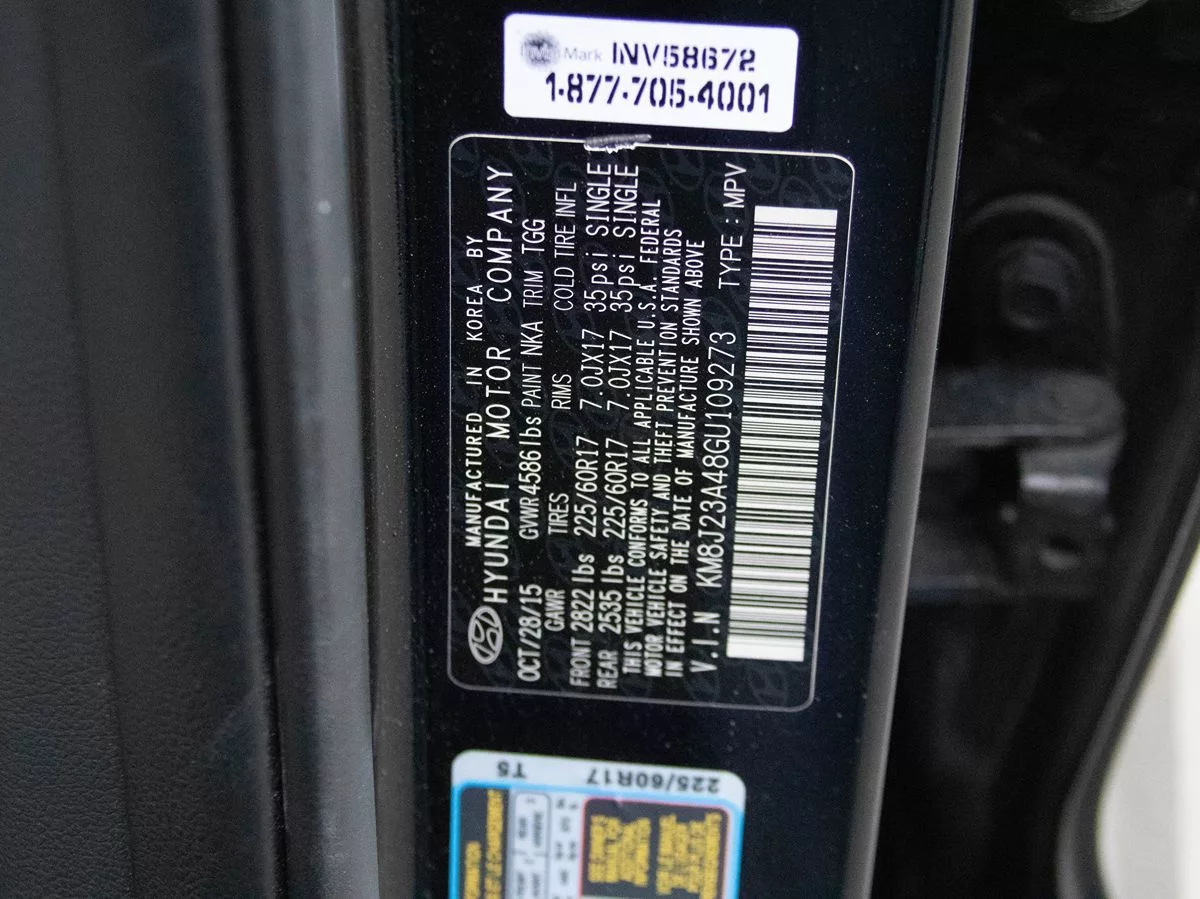 Mark INV58672
1-877-705-4001
MANUFACTURED IN KOREA BY
HYUNDAI MOTOR COMPANY
OCT/28/15 GVWR 4586 lbs PAINT NKA TRIM TGG
GAWR TIRES RIMS COLD TIRE INFL
FRONT 2822 lbs 225/60R17 7.0JX17 35psi SINGLE
REAR 2535 lbs 225/60R17 7.0JX17 35psi SINGLE
THIS VEHICLE CONFORMS TO ALL APPLICABLE U.S.A. FEDERAL
MOTOR VEHICLE SAFETY AND THEFT PREVENTION STANDARDS
IN EFFECT ON THE DATE OF MANUFACTURE SHOWN ABOVE
V.I.N KM8J23A48GU109273 TYPE : MPV
225/60R17 T5